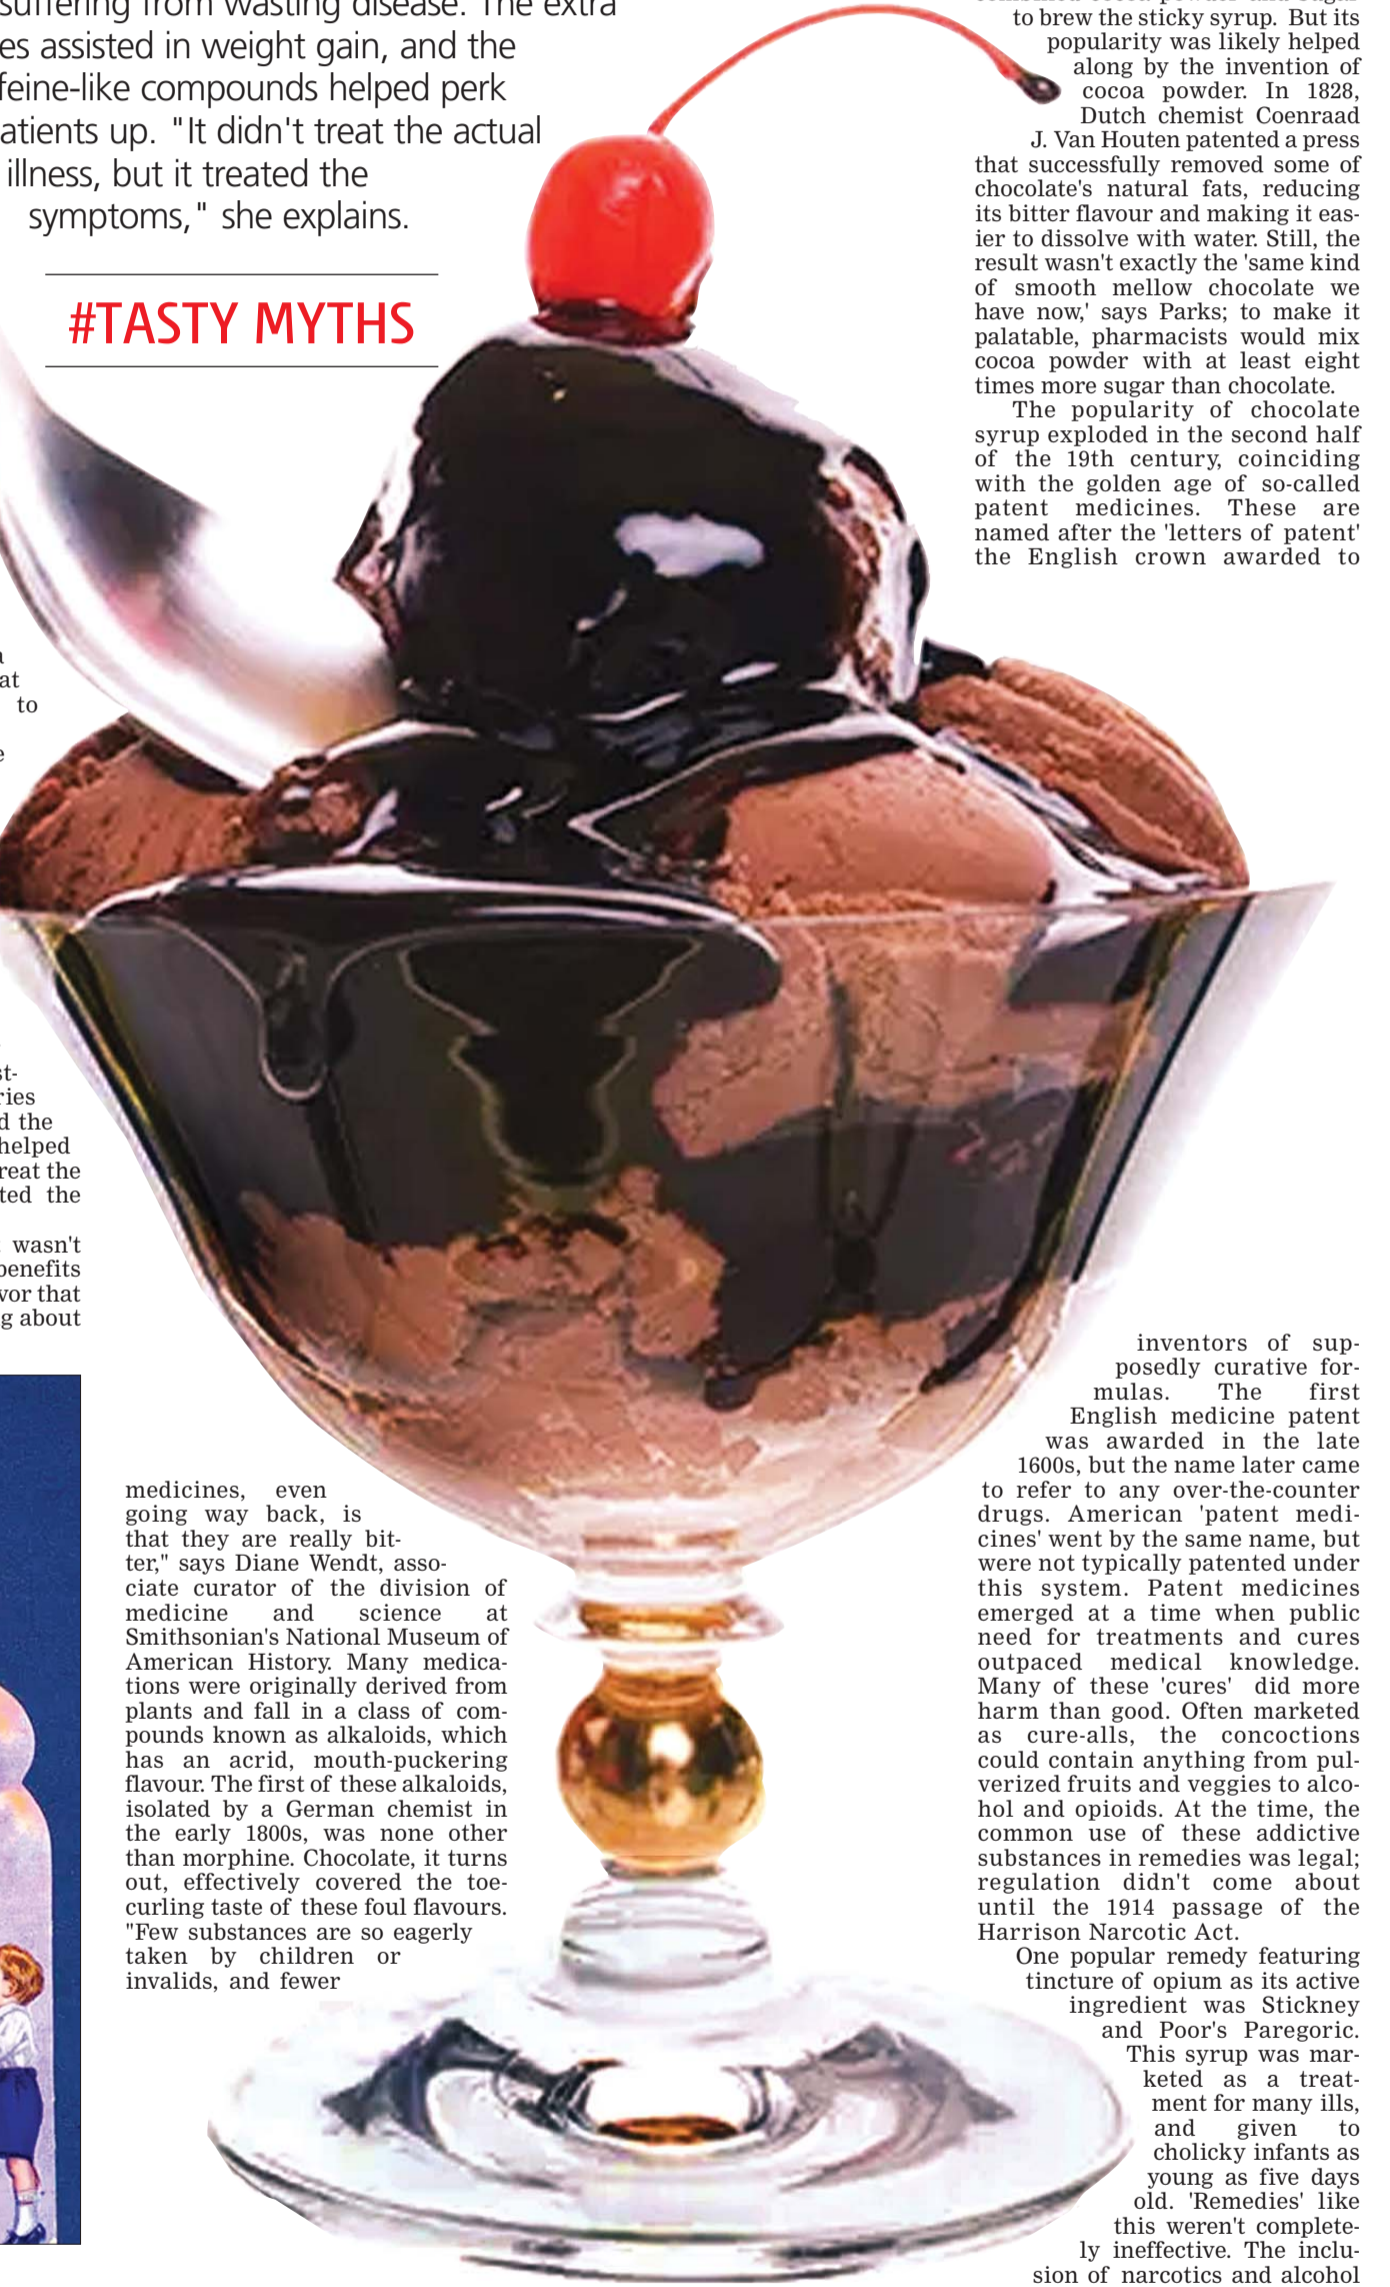 suffering from wasting disease. The extra
es assisted in weight gain, and the
feine-like compounds helped perk
atients up. "It didn't treat the actual
illness, but it treated the
symptoms," she explains.
#TASTY MYTHS
at
to
e
st-
ries
d the
helped
reat the
ted the
wasn't
benefits
vor that
g about
medicines, even
going way back, is
that they are really bit-
ter," says Diane Wendt, asso-
ciate curator of the division of
medicine and science at
Smithsonian's National Museum of
American History. Many medica-
tions were originally derived from
plants and fall in a class of com-
pounds known as alkaloids, which
has an acrid, mouth-puckering
flavour. The first of these alkaloids,
isolated by a German chemist in
the early 1800s, was none other
than morphine. Chocolate, it turns
out, effectively covered the toe-
curling taste of these foul flavours.
"Few substances are so eagerly
taken by children or
invalids, and fewer
to brew the sticky syrup. But its
popularity was likely helped
along by the invention of
cocoa powder. In 1828,
Dutch chemist Coenraad
J. Van Houten patented a press
that successfully removed some of
chocolate's natural fats, reducing
its bitter flavour and making it eas-
ier to dissolve with water. Still, the
result wasn't exactly the 'same kind
of smooth mellow chocolate we
have now,' says Parks; to make it
palatable, pharmacists would mix
cocoa powder with at least eight
times more sugar than chocolate.
The popularity of chocolate
syrup exploded in the second half
of the 19th century, coinciding
with the golden age of so-called
patent medicines. These are
named after the 'letters of patent'
the English crown awarded to
inventors of sup-
posedly curative for-
mulas. The first
English medicine patent
was awarded in the late
1600s, but the name later came
to refer to any over-the-counter
drugs. American 'patent medi-
cines' went by the same name, but
were not typically patented under
this system. Patent medicines
emerged at a time when public
need for treatments and cures
outpaced medical knowledge.
Many of these 'cures' did more
harm than good. Often marketed
as cure-alls, the concoctions
could contain anything from pul-
verized fruits and veggies to alco-
hol and opioids. At the time, the
common use of these addictive
substances in remedies was legal;
regulation didn't come about
until the 1914 passage of the
Harrison Narcotic Act.
One popular remedy featuring
tincture of opium as its active
ingredient was Stickney
and Poor's Paregoric.
This syrup was mar-
keted as a treat-
ment for many ills,
and given to
cholicky infants as
young as five days
old. 'Remedies' like
this weren't complete-
ly ineffective. The inclu-
sion of narcotics and alcohol